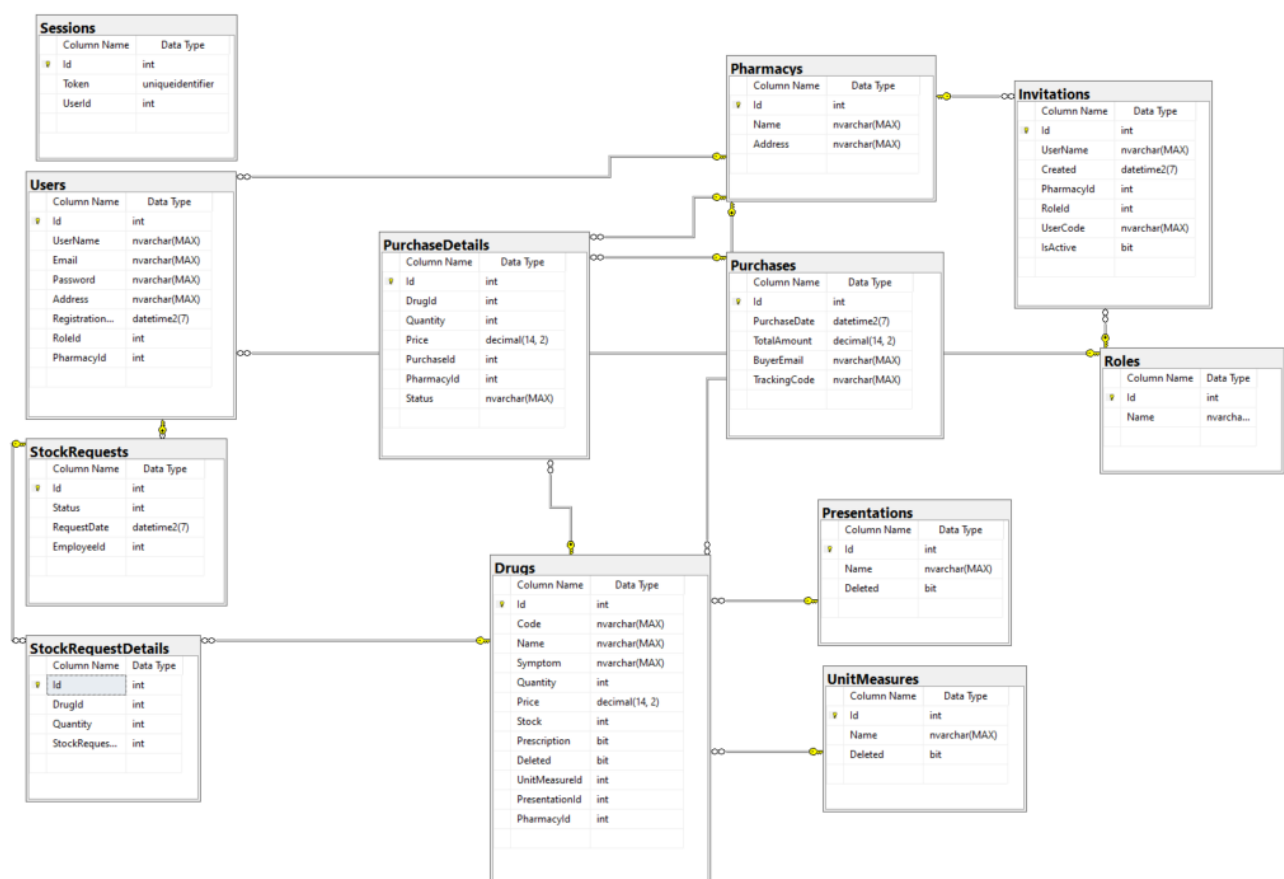 Sessions
Column Name Data Type
Id int
Token uniqueidentifier
UserId int
Users
Column Name Data Type
Id int
UserName nvarchar(MAX)
Email nvarchar(MAX)
Password nvarchar(MAX)
Address nvarchar(MAX)
Registration... datetime2(7)
RoleId int
PharmacyId int
StockRequests
Column Name Data Type
Id int
Status int
RequestDate datetime2(7)
EmployeeId int
StockRequestDetails
Column Name Data Type
Id int
DrugId int
Quantity int
StockReques... int
PurchaseDetails
Column Name Data Type
Id int
DrugId int
Quantity int
Price decimal(14, 2)
PurchaseId int
PharmacyId int
Status nvarchar(MAX)
Drugs
Column Name Data Type
Id int
Code nvarchar(MAX)
Name nvarchar(MAX)
Symptom nvarchar(MAX)
Quantity int
Price decimal(14, 2)
Stock int
Prescription bit
Deleted bit
UnitMeasureId int
PresentationId int
PharmacyId int
Pharmacys
Column Name Data Type
Id int
Name nvarchar(MAX)
Address nvarchar(MAX)
Purchases
Column Name Data Type
Id int
PurchaseDate datetime2(7)
TotalAmount decimal(14, 2)
BuyerEmail nvarchar(MAX)
TrackingCode nvarchar(MAX)
Invitations
Column Name Data Type
Id int
UserName nvarchar(MAX)
Created datetime2(7)
PharmacyId int
RoleId int
UserCode nvarchar(MAX)
IsActive bit
Roles
Column Name Data Type
Id int
Name nvarcha...
Presentations
Column Name Data Type
Id int
Name nvarchar(MAX)
Deleted bit
UnitMeasures
Column Name Data Type
Id int
Name nvarchar(MAX)
Deleted bit